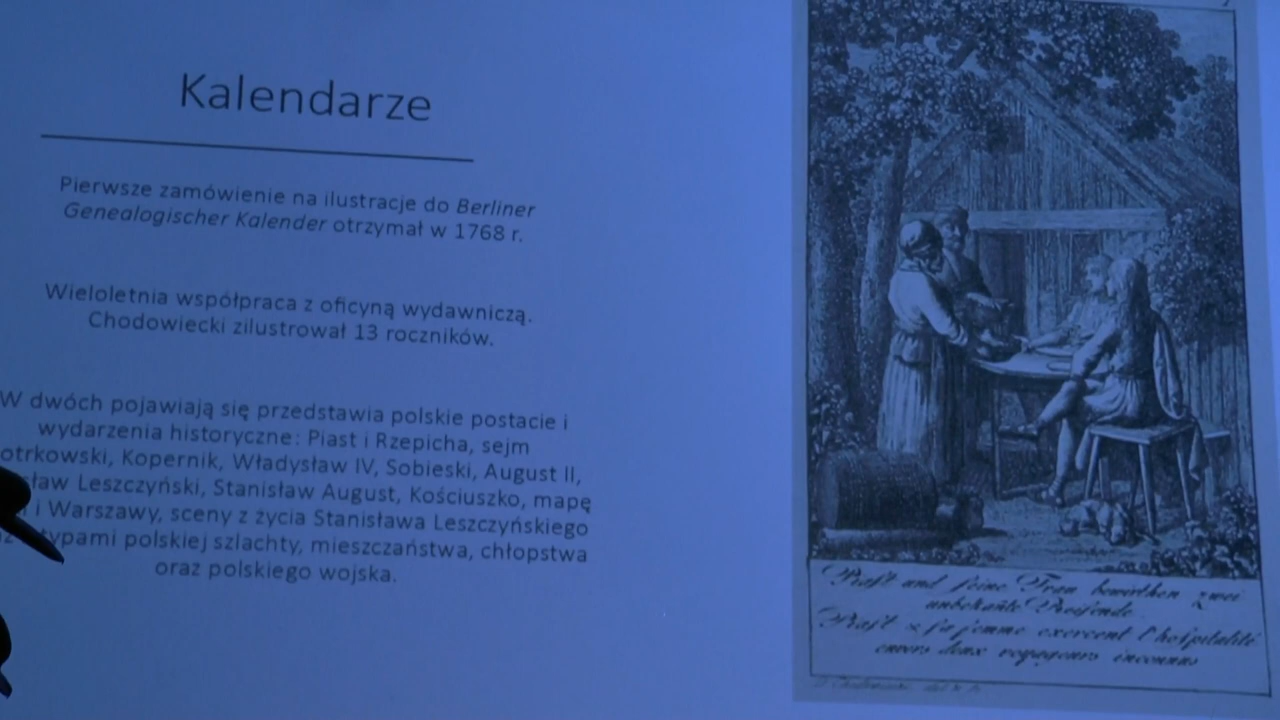 Kalendarze
Pierwsze zamówienie na ilustracje do Berliner
Genealogischer Kalender otrzymał w 1768 r.
Wieloletnia współpraca z oficyną wydawniczą.
Chodowiecki zilustrował 13 roczników.
W dwóch pojawiają się przedstawia polskie postacie i
wydarzenia historyczne: Piast i Rzepicha, sejm
otrkowski, Kopernik, Władysław IV, Sobieski, August II,
sław Leszczyński, Stanisław August, Kościuszko, mapę
i Warszawy, sceny z życia Stanisława Leszczyńskiego
typami polskiej szlachty, mieszczaństwa, chłopstwa
oraz polskiego wojska.
Piast und seine Frau bewirthen zwei
unbekañte Reisende.
Piast & sa femme exercent l'hospitalité
envers deux voyageurs inconnus